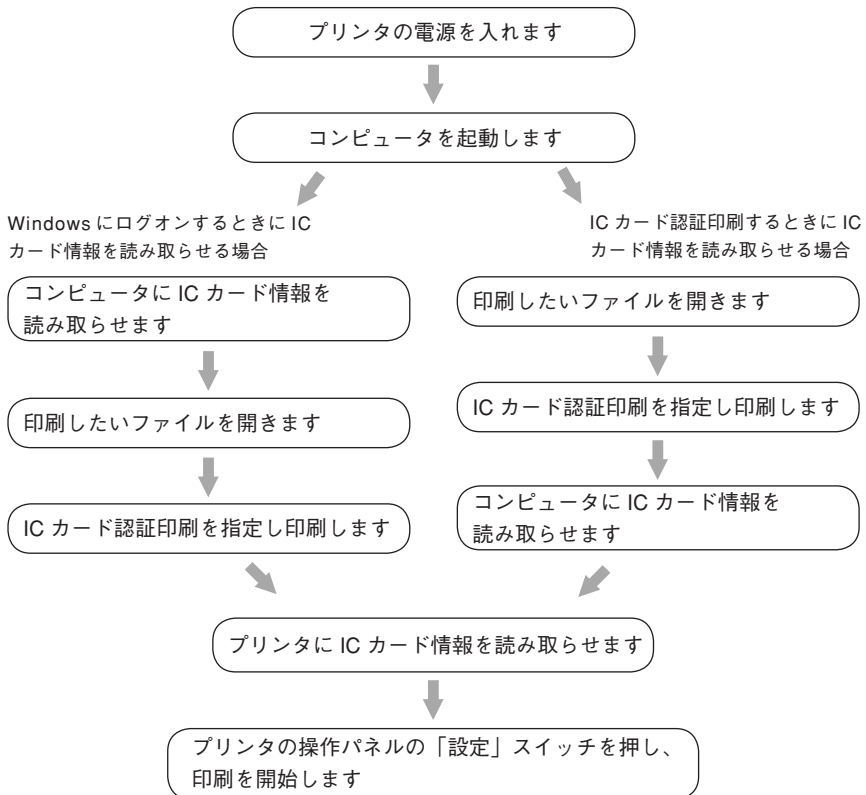 プリンタの電源を入れます
コンピュータを起動します
Windows にログオンするときに IC
カード情報を読み取らせる場合
コンピュータに IC カード情報を
読み取らせます
印刷したいファイルを開きます
IC カード認証印刷を指定し印刷します
IC カード認証印刷するときに IC
カード情報を読み取らせる場合
印刷したいファイルを開きます
IC カード認証印刷を指定し印刷します
コンピュータに IC カード情報を
読み取らせます
プリンタに IC カード情報を読み取らせます
プリンタの操作パネルの「設定」スイッチを押し、
印刷を開始します